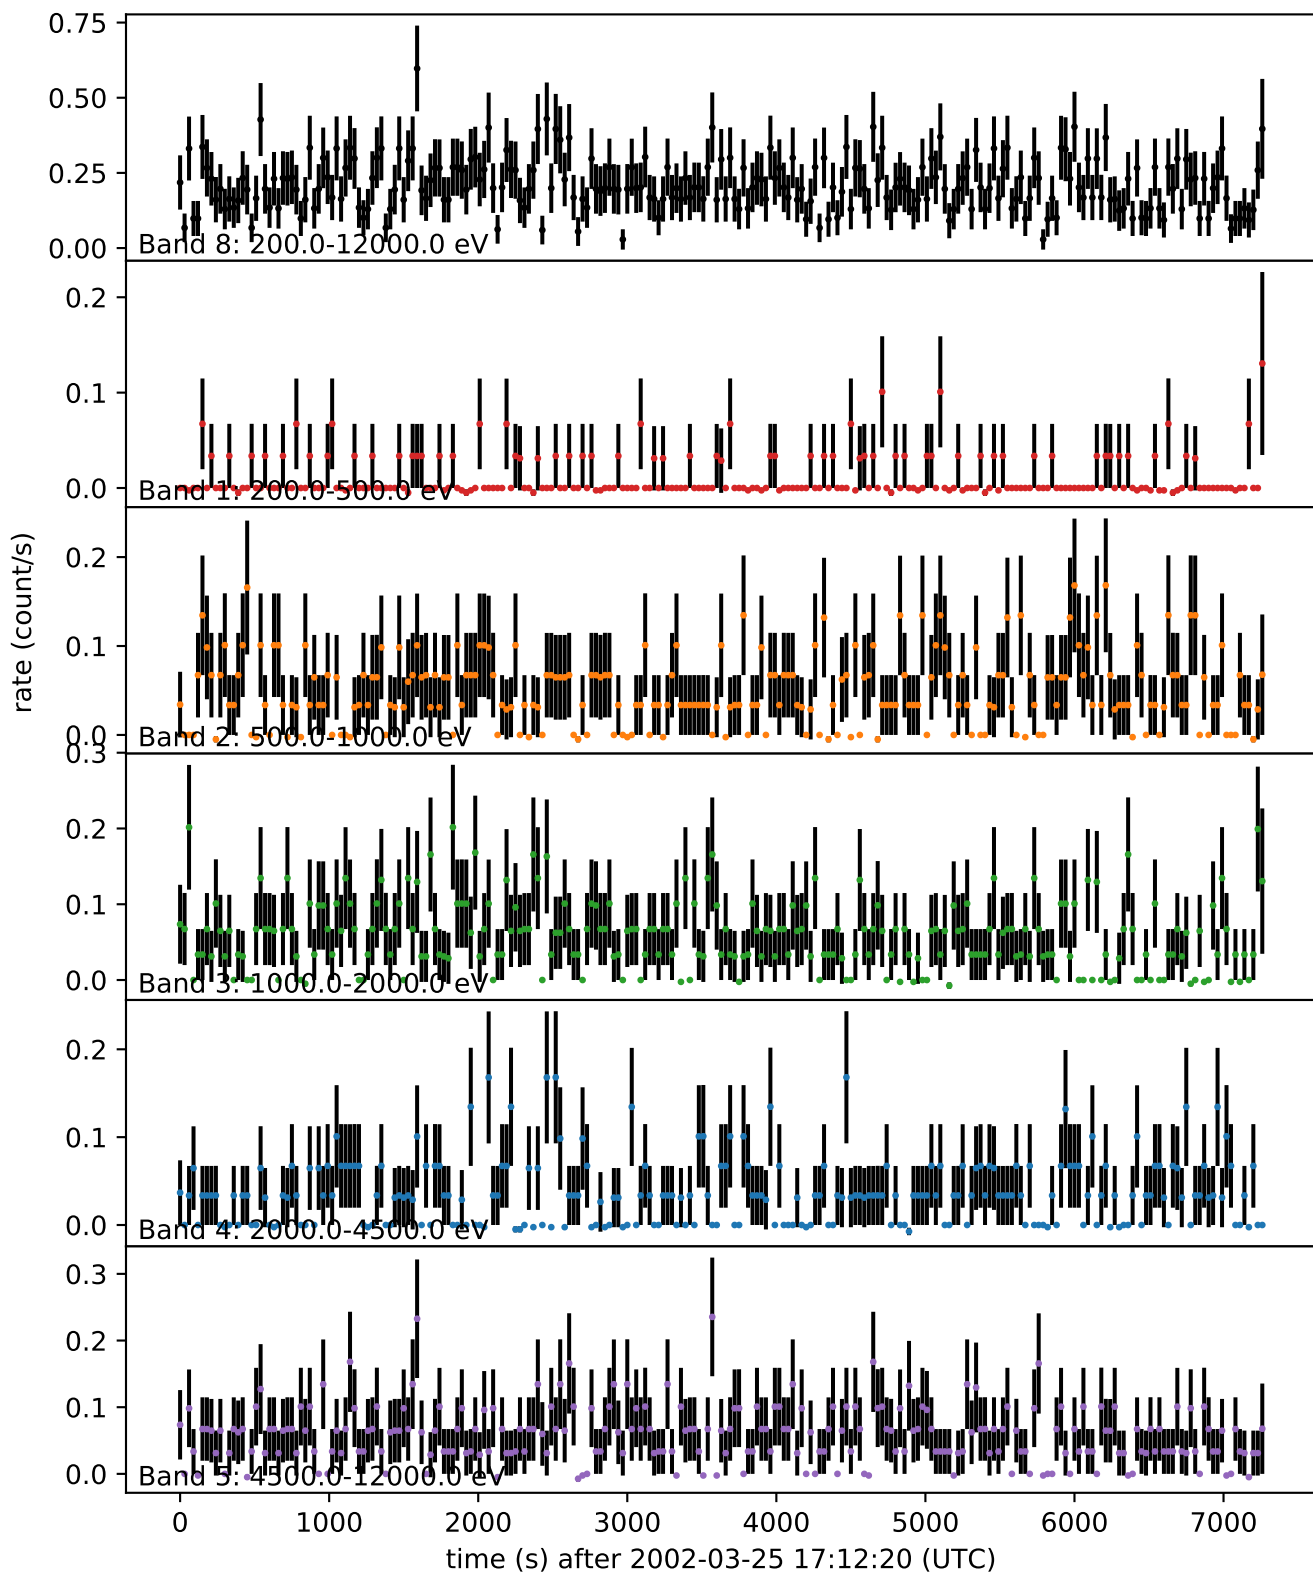 0.75
0.50
0.25
0.00
Band 8: 200.0-12000.0 eV
0.2
0.1
0.0
Band 1: 200.0-500.0 eV
0.2
0.1
0.0
Band 2: 500.0-1000.0 eV
0.3
0.2
0.1
0.0
Band 3: 1000.0-2000.0 eV
0.2
0.1
0.0
Band 4: 2000.0-4500.0 eV
0.3
0.2
0.1
0.0
Band 5: 4500.0-12000.0 eV
rate (count/s)
0 1000 2000 3000 4000 5000 6000 7000
time (s) after 2002-03-25 17:12:20 (UTC)